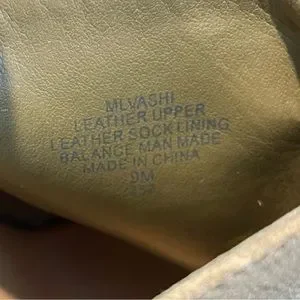 MLVASHI
LEATHER UPPER
LEATHER SOCK LINING
BALANCE MAN MADE
MADE IN CHINA
9M